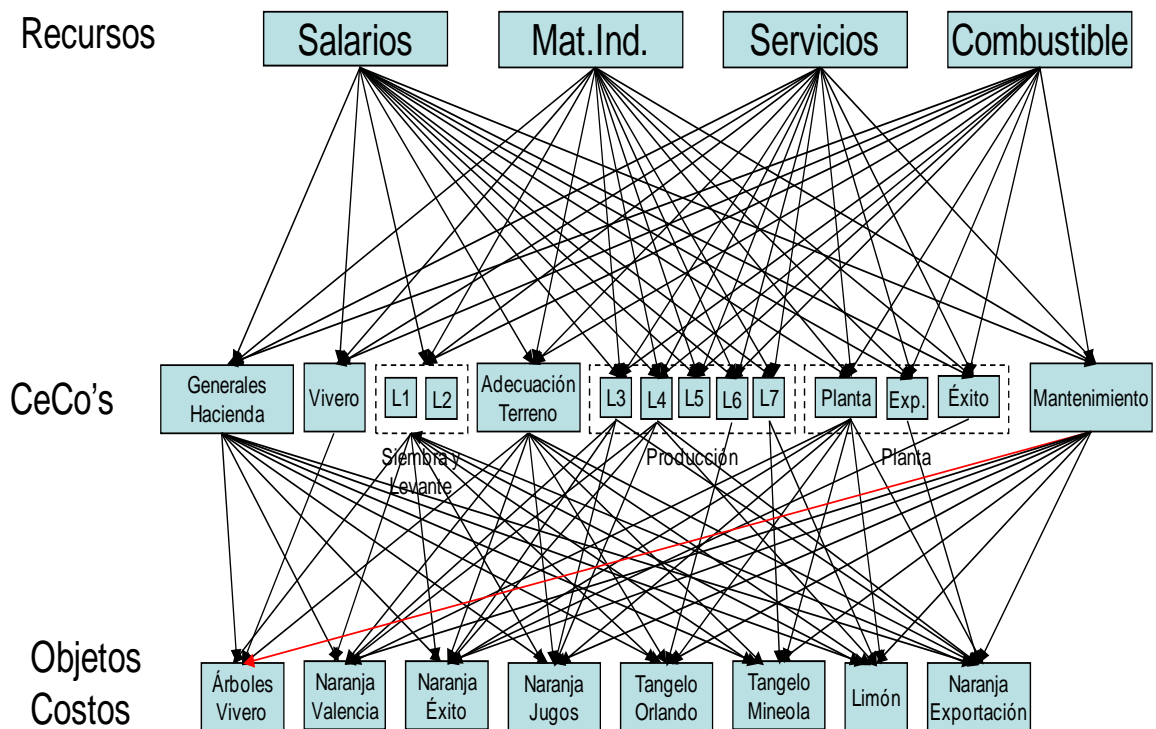 Recursos
Salarios
Mat.Ind.
Servicios
Combustible
CeCo's
Generales
Hacienda
Vivero
L1
L2
Adecuación
Terreno
L3
L4
L5
L6
L7
Planta
Exp.
Éxito
Mantenimiento
Siembra y
Levante
Producción
Planta
Objetos
Costos
Árboles
Vivero
Naranja
Valencia
Naranja
Éxito
Naranja
Jugos
Tangelo
Orlando
Tangelo
Mineola
Limón
Naranja
Exportación